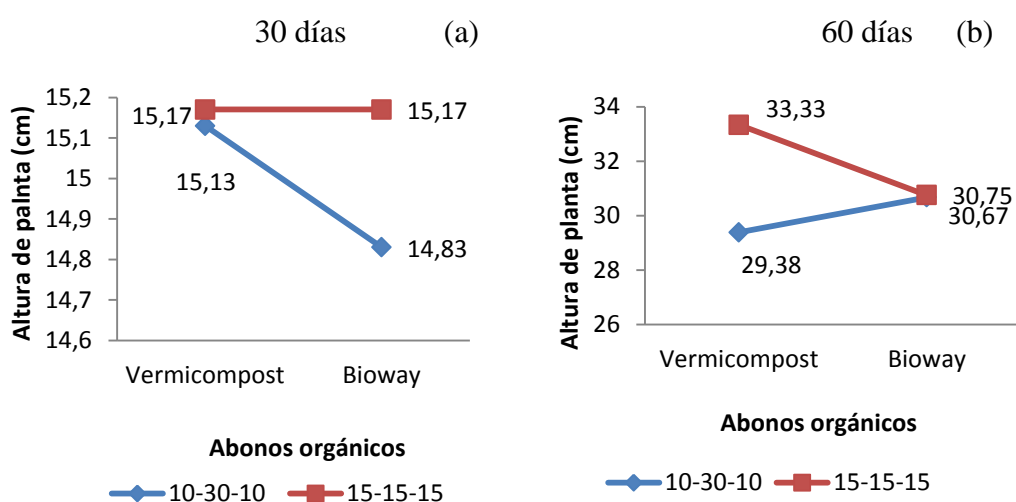 30 días (a)
Altura de palnta (cm)
15,2
15,1
15
14,9
14,8
14,7
14,6
15,17
15,17
15,13
14,83
Vermicompost Bioway
Abonos orgánicos
10-30-10 15-15-15
60 días (b)
Altura de planta (cm)
34
32
30
28
26
33,33
30,75
30,67
29,38
Vermicompost Bioway
Abonos orgánicos
10-30-10 15-15-15